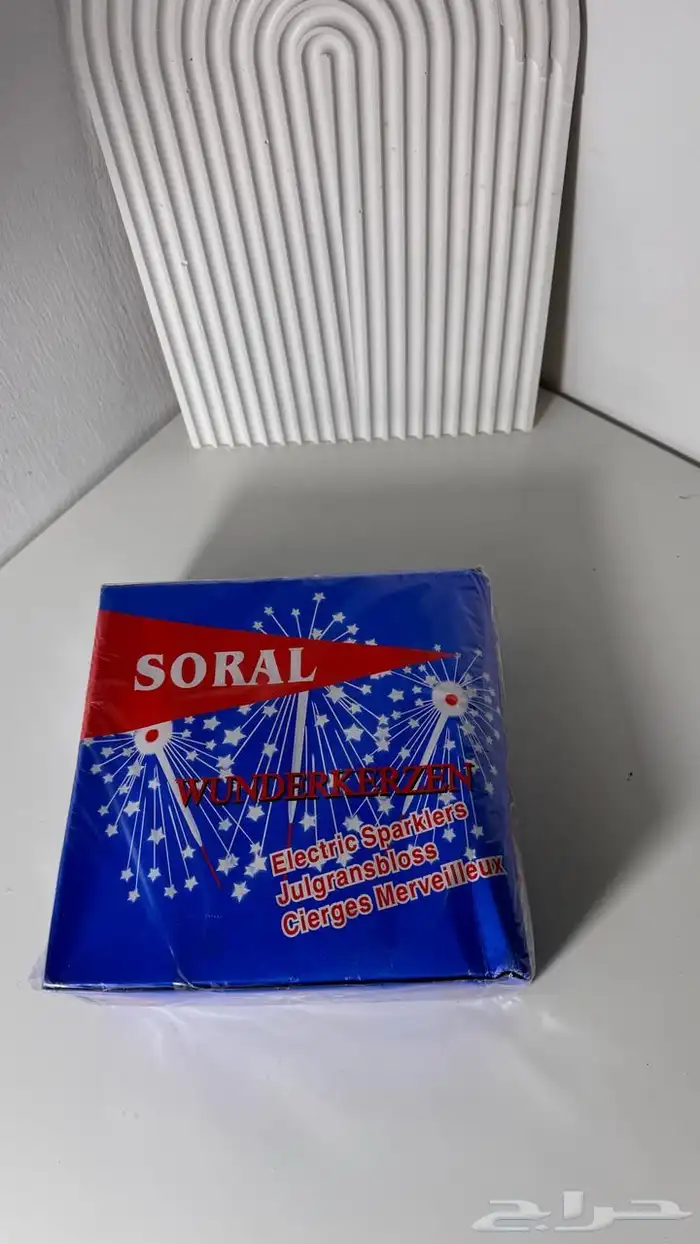 SORAL
WUNDERKERZEN
Electric Sparklers
Julgransbloss
Cierges Merveilleux
حراج